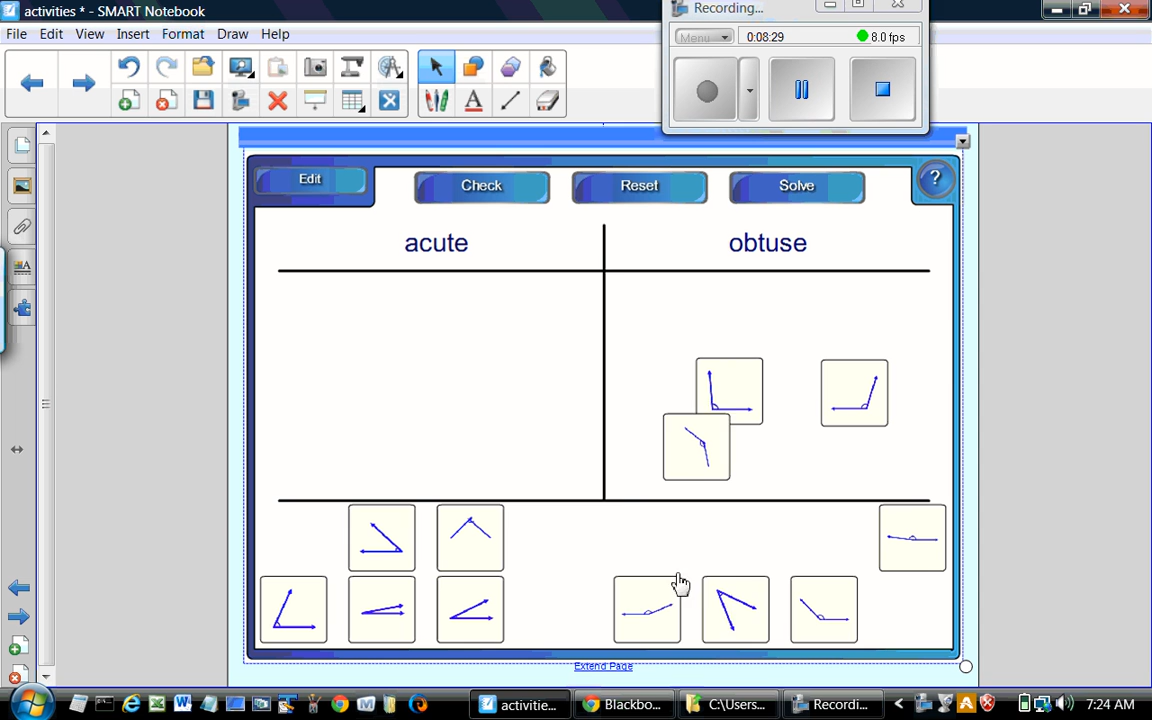 activities * - SMART Notebook
Recording...
File Edit View Insert Format Draw Help
Menu 0:08:29 8.0 fps
Edit Check Reset Solve ?
acute obtuse
Extend Page
activitie... Blackbo... C:\Users... Recordi... < 7:24 AM